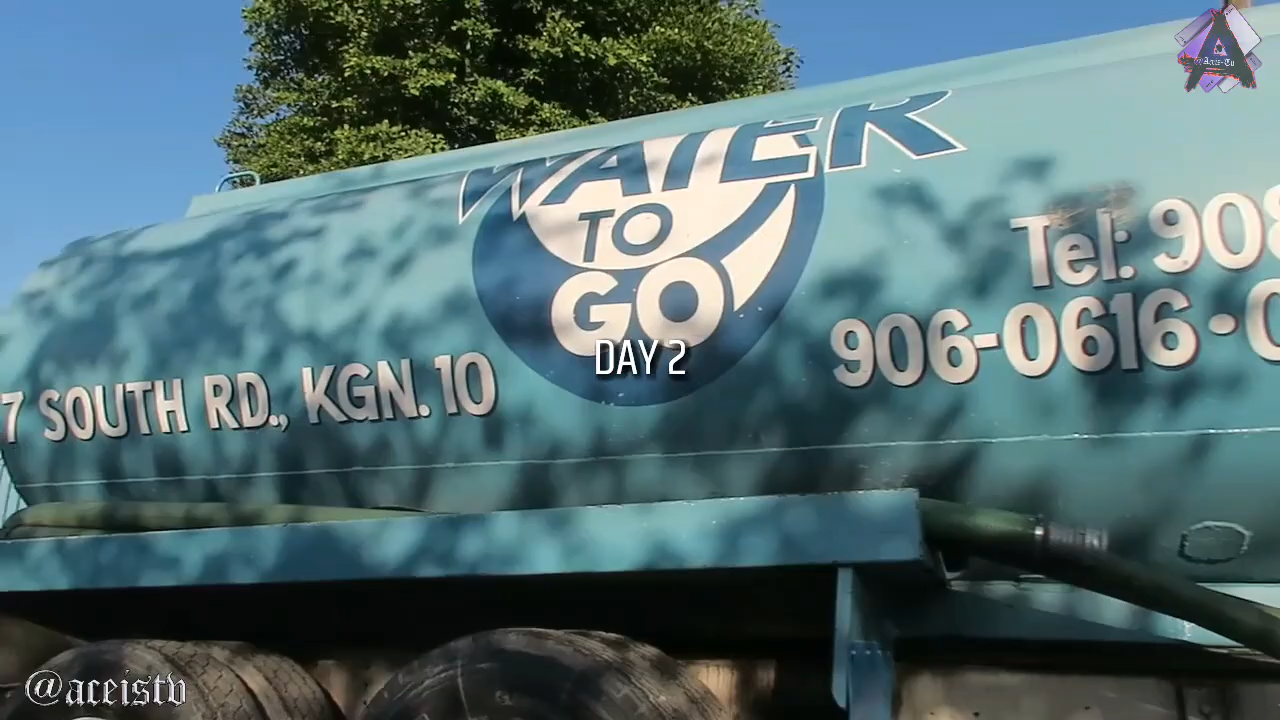 WATER
TO
GO
Tel: 908
906-0616 •
7 SOUTH RD., KGN. 10
DAY 2
@aceistv